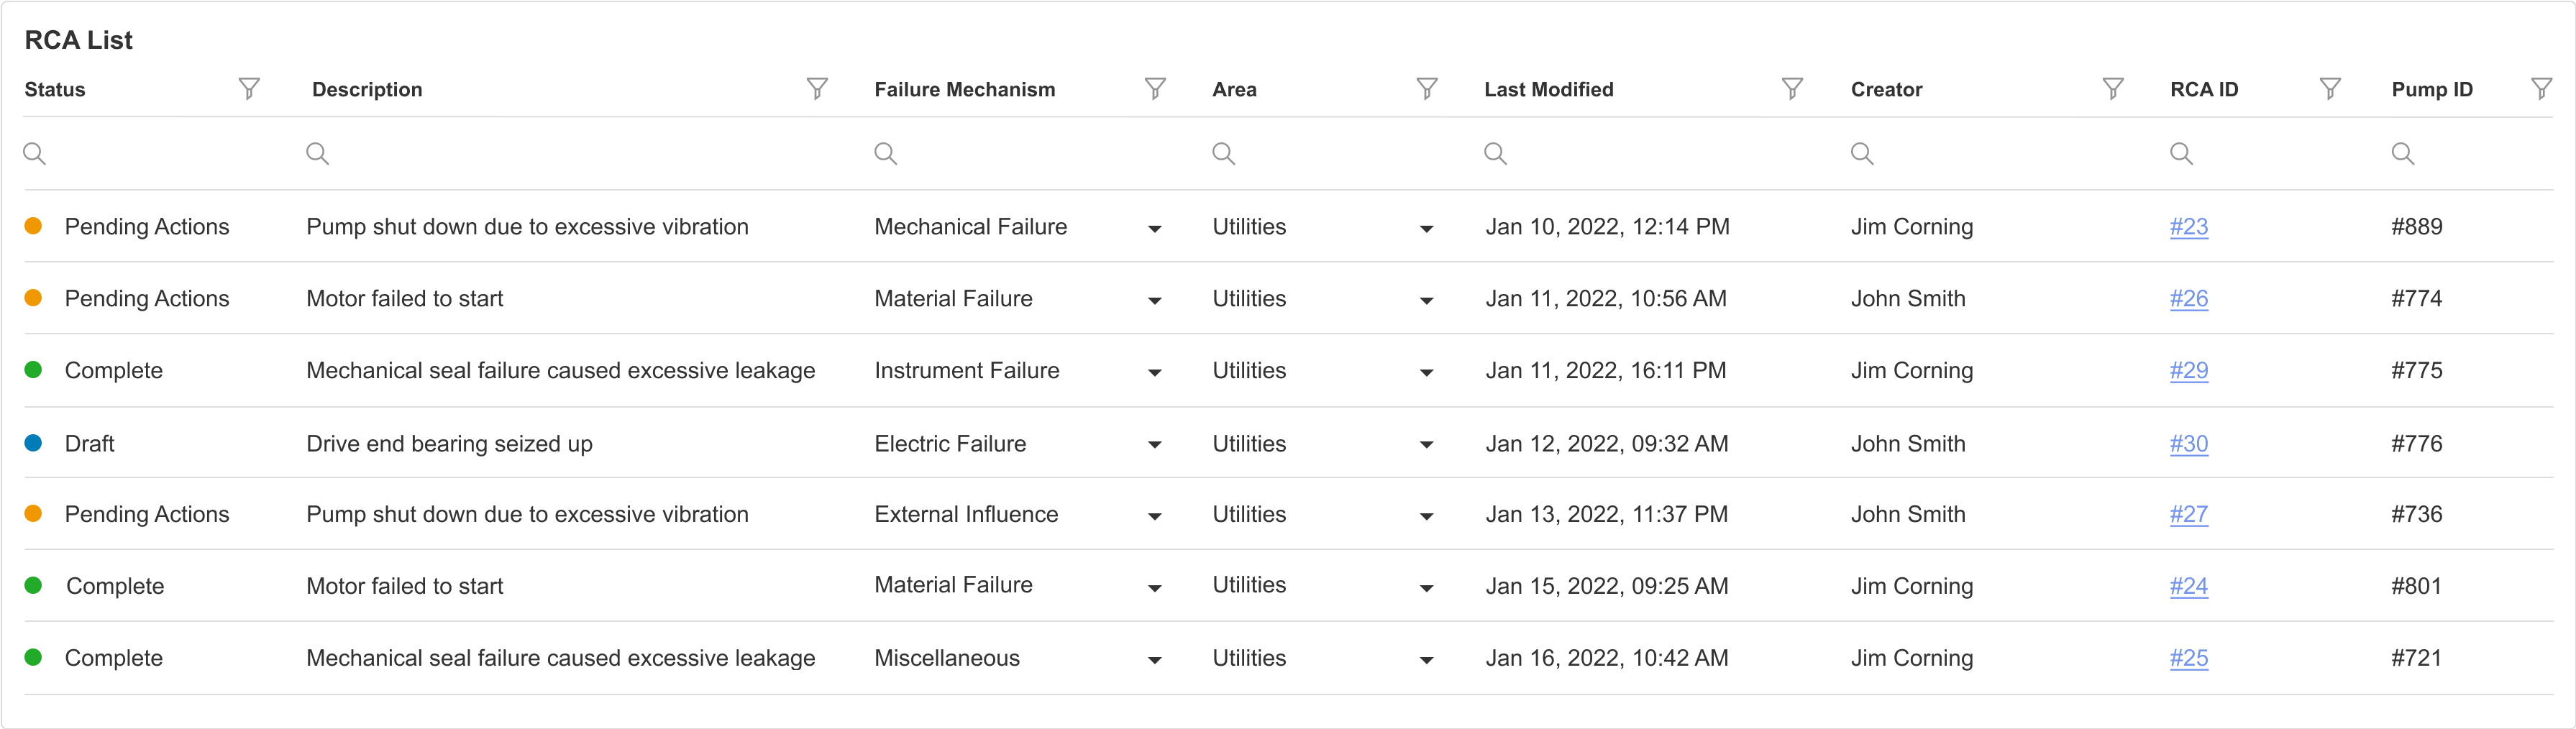 RCA List
Status Description Failure Mechanism Area Last Modified Creator RCA ID Pump ID
Pending Actions Pump shut down due to excessive vibration Mechanical Failure Utilities Jan 10, 2022, 12:14 PM Jim Corning #23 #889
Pending Actions Motor failed to start Material Failure Utilities Jan 11, 2022, 10:56 AM John Smith #26 #774
Complete Mechanical seal failure caused excessive leakage Instrument Failure Utilities Jan 11, 2022, 16:11 PM Jim Corning #29 #775
Draft Drive end bearing seized up Electric Failure Utilities Jan 12, 2022, 09:32 AM John Smith #30 #776
Pending Actions Pump shut down due to excessive vibration External Influence Utilities Jan 13, 2022, 11:37 PM John Smith #27 #736
Complete Motor failed to start Material Failure Utilities Jan 15, 2022, 09:25 AM Jim Corning #24 #801
Complete Mechanical seal failure caused excessive leakage Miscellaneous Utilities Jan 16, 2022, 10:42 AM Jim Corning #25 #721